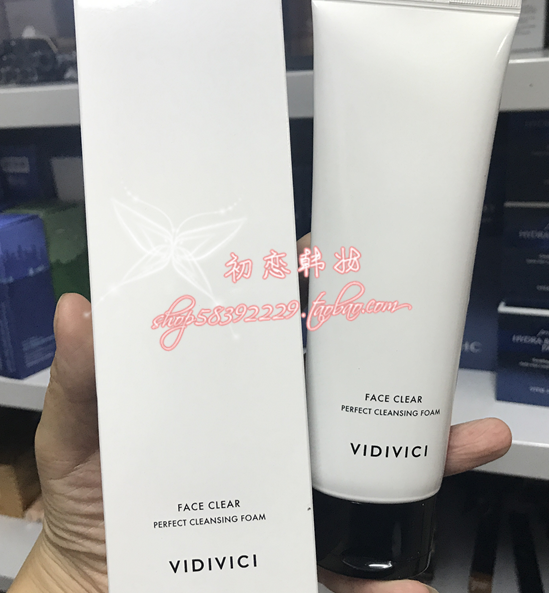 初恋韩妆
shop58392229.taobao.com
FACE CLEAR
PERFECT CLEANSING FOAM
VIDIVICI
FACE CLEAR
PERFECT CLEANSING FOAM
VIDIVICI